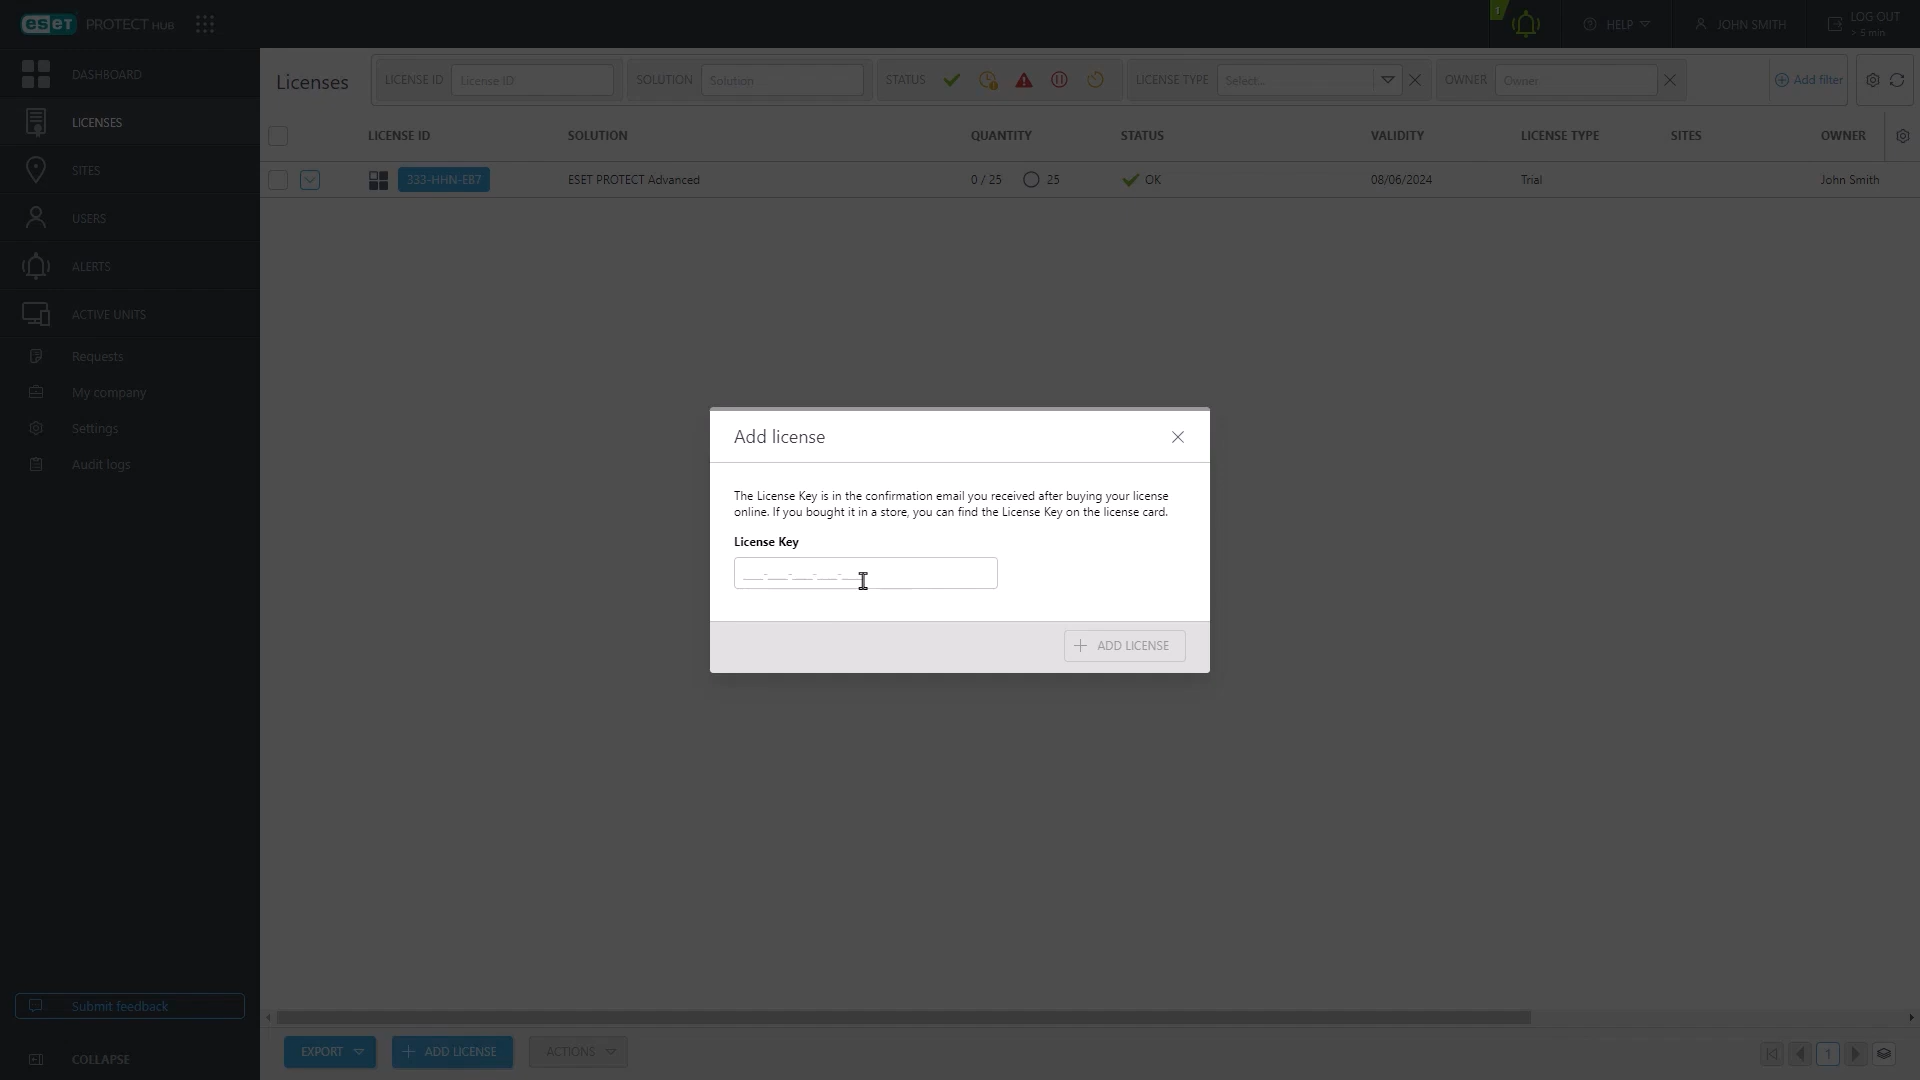 eset PROTECT HUB
1
HELP
JOHN SMITH
LOG OUT
> 5 min
DASHBOARD
LICENSES
SITES
USERS
ALERTS
ACTIVE UNITS
Requests
My company
Settings
Audit logs
Submit feedback
COLLAPSE
Licenses
LICENSE ID License ID
SOLUTION Solution
STATUS
LICENSE TYPE Select...
OWNER Owner
Add filter
LICENSE ID SOLUTION QUANTITY STATUS VALIDITY LICENSE TYPE SITES OWNER
333-HHN-EB7 ESET PROTECT Advanced 0 / 25 25 OK 08/06/2024 Trial John Smith
Add license
The License Key is in the confirmation email you received after buying your license
online. If you bought it in a store, you can find the License Key on the license card.
License Key
ADD LICENSE
EXPORT
ADD LICENSE
ACTIONS
1